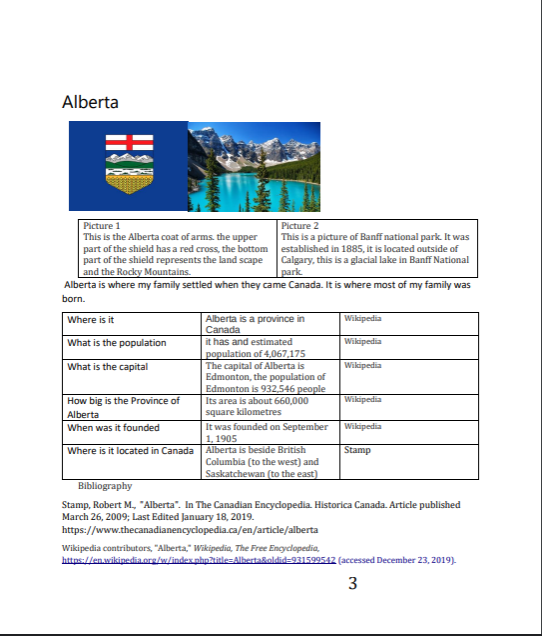 Alberta
Picture 1
This is the Alberta coat of arms. the upper
part of the shield has a red cross, the bottom
part of the shield represents the land scape
and the Rocky Mountains.
Picture 2
This is a picture of Banff national park. It was
established in 1885, it is located outside of
Calgary, this is a glacial lake in Banff National
park.
Alberta is where my family settled when they came Canada. It is where most of my family was
born.
Where is it
Alberta is a province in
Canada
Wikipedia
What is the population
it has and estimated
population of 4,067,175
Wikipedia
What is the capital
The capital of Alberta is
Edmonton, the population of
Edmonton is 932,546 people
Wikipedia
How big is the Province of
Alberta
Its area is about 660,000
square kilometres
Wikipedia
When was it founded
It was founded on September
1, 1905
Wikipedia
Where is it located in Canada
Alberta is beside British
Columbia (to the west) and
Saskatchewan (to the east)
Stamp
Bibliography
Stamp, Robert M., "Alberta". In The Canadian Encyclopedia. Historica Canada. Article published
March 26, 2009; Last Edited January 18, 2019.
https://www.thecanadianencyclopedia.ca/en/article/alberta
Wikipedia contributors, "Alberta," Wikipedia, The Free Encyclopedia,
https://en.wikipedia.org/w/index.php?title=Alberta&oldid=931599542 (accessed December 23, 2019).
3